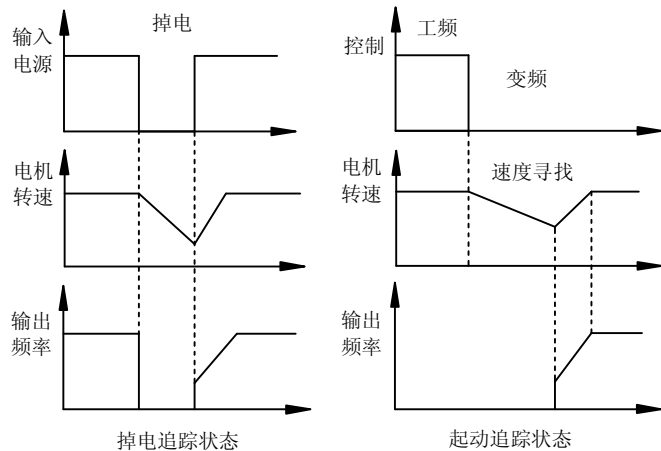 掉电
输入
电源
电机
转速
输出
频率
掉电追踪状态
工频
控制
变频
电机
转速
速度寻找
输出
频率
起动追踪状态